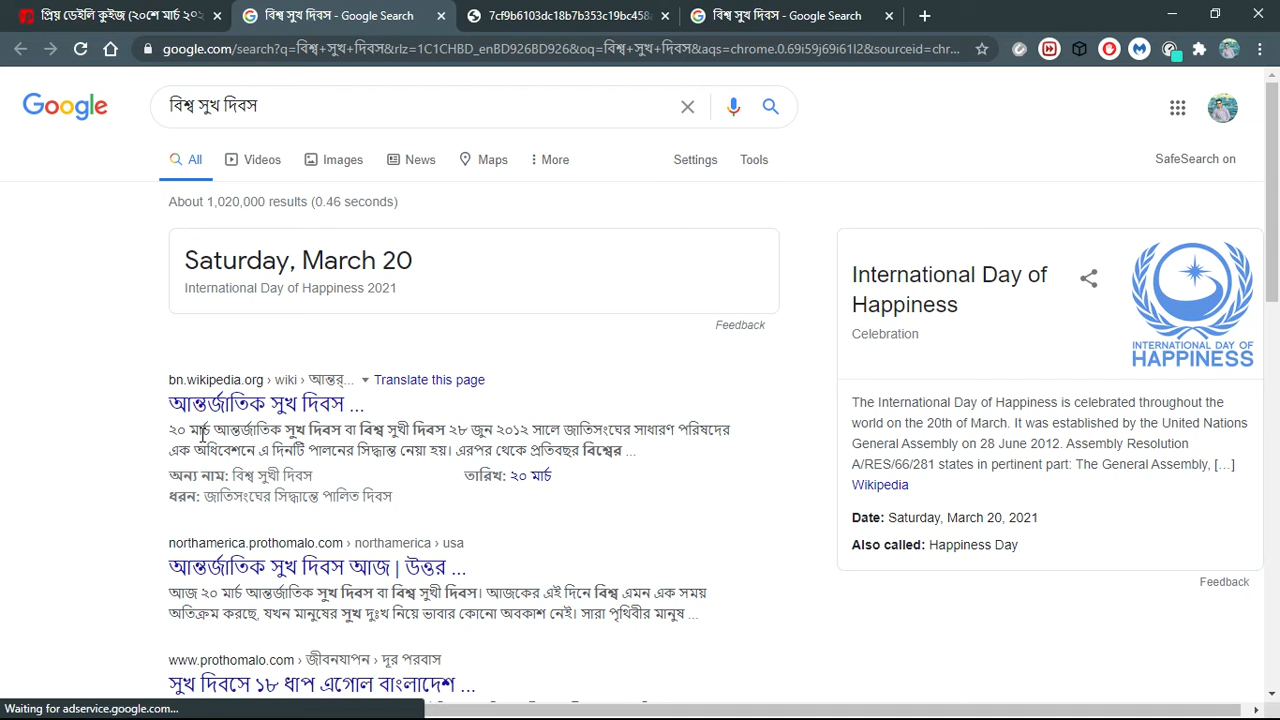 প্রিয় ডেইলি কুইজ (২০শে মার্চ ২০২
বিশ্ব সুখ দিবস - Google Search
7cf9b6103dc18b7b353c19bc458a
বিশ্ব সুখ দিবস - Google Search
google.com/search?q=বিশ্ব+সুখ+দিবস&rlz=1C1CHBD_enBD926BD926&oq=বিশ্ব+সুখ+দিবস&aqs=chrome.0.69i59j69i61l2&sourceid=chr...
Google
বিশ্ব সুখ দিবস
All
Videos
Images
News
Maps
More
Settings
Tools
SafeSearch on
About 1,020,000 results (0.46 seconds)
Saturday, March 20
International Day of Happiness 2021
Feedback
bn.wikipedia.org › wiki › আন্তর্... Translate this page
আন্তর্জাতিক সুখ দিবস ...
২০ মার্চ আন্তর্জাতিক সুখ দিবস বা বিশ্ব সুখী দিবস ২৮ জুন ২০১২ সালে জাতিসংঘের সাধারণ পরিষদের
এক অধিবেশনে এ দিনটি পালনের সিদ্ধান্ত নেয়া হয়। এরপর থেকে প্রতিবছর বিশ্বের ...
অন্য নাম: বিশ্ব সুখী দিবস
তারিখ: ২০ মার্চ
ধরন: জাতিসংঘের সিদ্ধান্তে পালিত দিবস
northamerica.prothomalo.com › northamerica › usa
আন্তর্জাতিক সুখ দিবস আজ | উত্তর ...
আজ ২০ মার্চ আন্তর্জাতিক সুখ দিবস বা বিশ্ব সুখী দিবস। আজকের এই দিনে বিশ্ব এমন এক সময়
অতিক্রম করছে, যখন মানুষের সুখ দুঃখ নিয়ে ভাবার কোনো অবকাশ নেই। সারা পৃথিবীর মানুষ ...
www.prothomalo.com › জীবনযাপন › দূর পরবাস
সুখ দিবসে ১৮ ধাপ এগোল বাংলাদেশ ...
International Day of
Happiness
Celebration
INTERNATIONAL DAY OF
HAPPINESS
The International Day of Happiness is celebrated throughout the
world on the 20th of March. It was established by the United Nations
General Assembly on 28 June 2012. Assembly Resolution
A/RES/66/281 states in pertinent part: The General Assembly, […]
Wikipedia
Date: Saturday, March 20, 2021
Also called: Happiness Day
Feedback
Waiting for adservice.google.com...